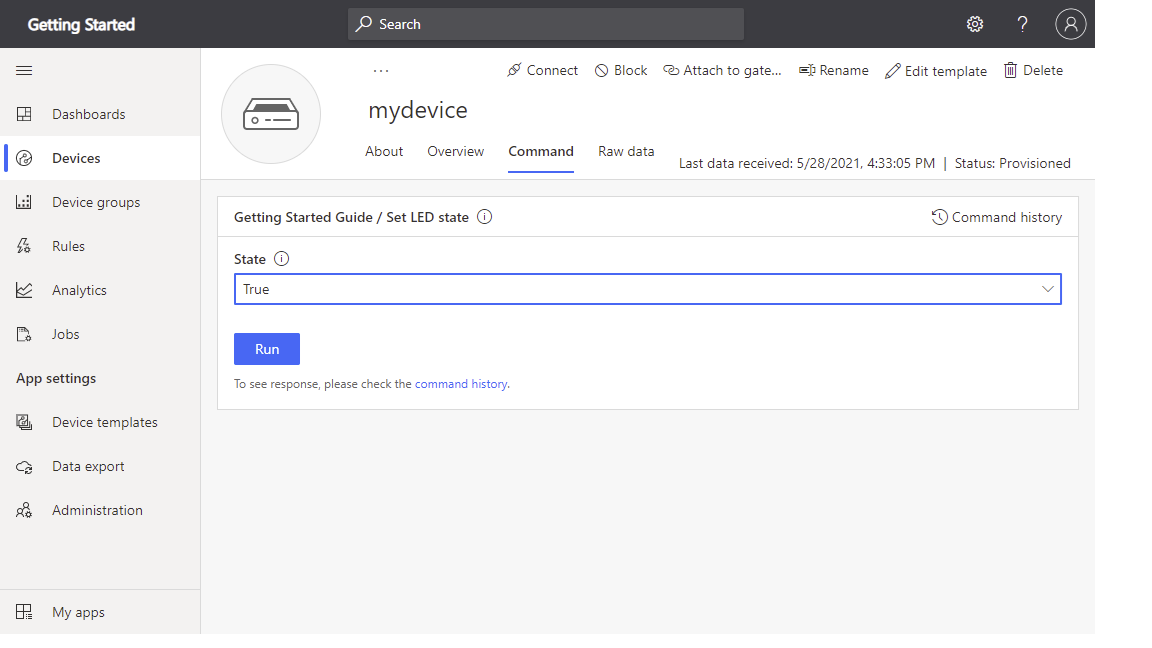 Getting Started
Search
?
Dashboards
Devices
Device groups
Rules
Analytics
Jobs
App settings
Device templates
Data export
Administration
My apps
... Connect Block Attach to gate... Rename Edit template Delete
mydevice
About Overview Command Raw data
Last data received: 5/28/2021, 4:33:05 PM | Status: Provisioned
Getting Started Guide / Set LED state
Command history
State
True
Run
To see response, please check the command history.